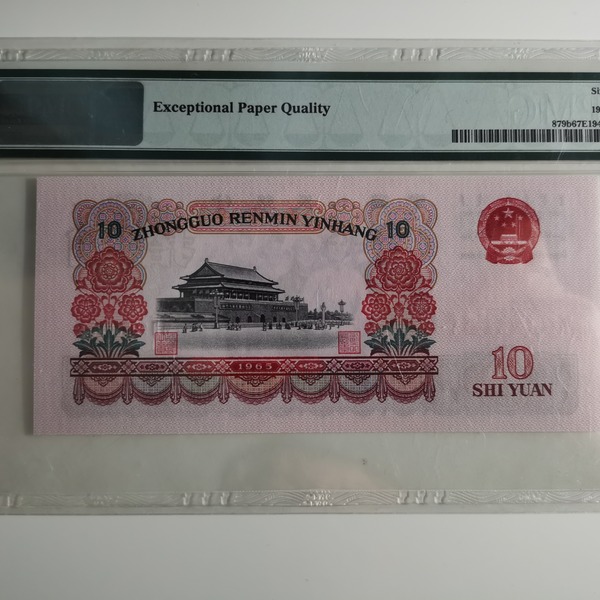 Exceptional Paper Quality
10
ZHONGGUO RENMIN YINHANG
10
1965
10
SHI YUAN